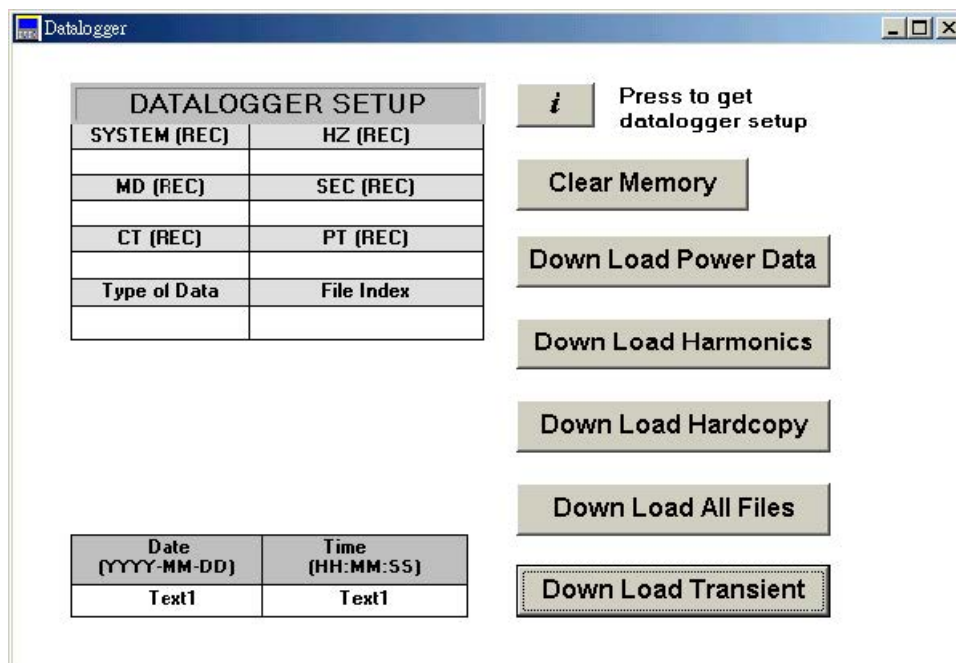 Datalogger
DATALOGGER SETUP
SYSTEM (REC) HZ (REC)
MD (REC) SEC (REC)
CT (REC) PT (REC)
Type of Data File Index
i
Press to get
datalogger setup
Clear Memory
Down Load Power Data
Down Load Harmonics
Down Load Hardcopy
Down Load All Files
Down Load Transient
Date Time
(YYYY-MM-DD) (HH:MM:SS)
Text1 Text1